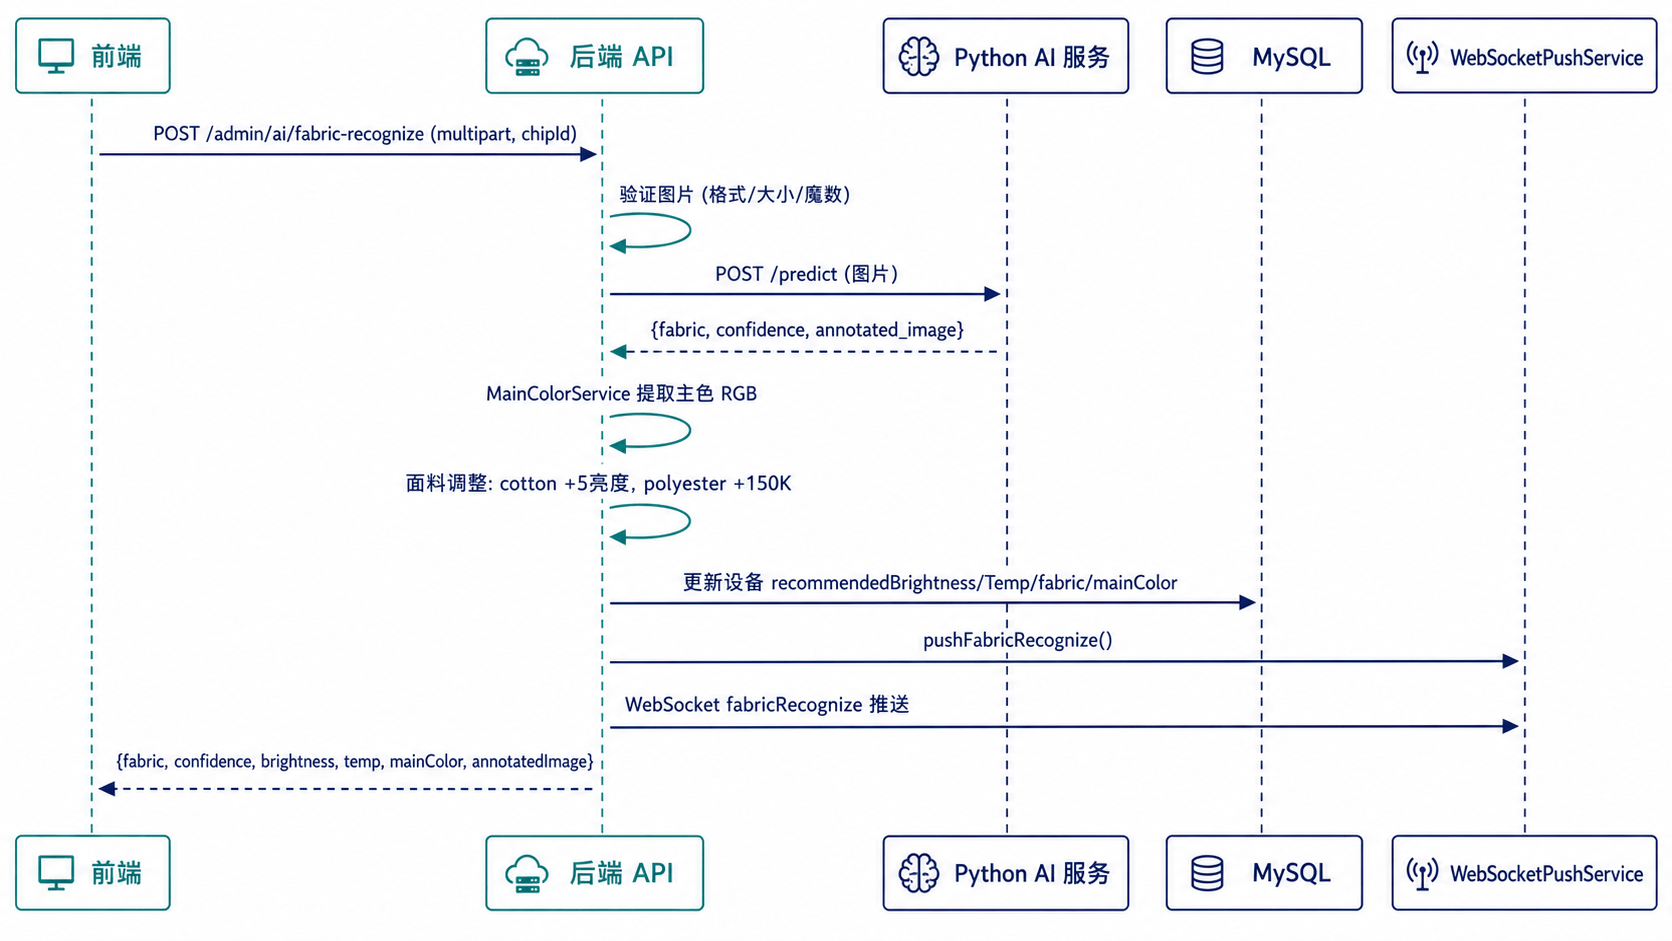 前端
后端 API
Python AI 服务
MySQL
WebSocketPushService
POST /admin/ai/fabric-recognize (multipart, chipId)
验证图片 (格式/大小/魔数)
POST /predict (图片)
{fabric, confidence, annotated_image}
MainColorService 提取主色 RGB
面料调整: cotton +5亮度, polyester +150K
更新设备 recommendedBrightness/Temp/fabric/mainColor
pushFabricRecognize()
WebSocket fabricRecognize 推送
{fabric, confidence, brightness, temp, mainColor, annotatedImage}
前端
后端 API
Python AI 服务
MySQL
WebSocketPushService